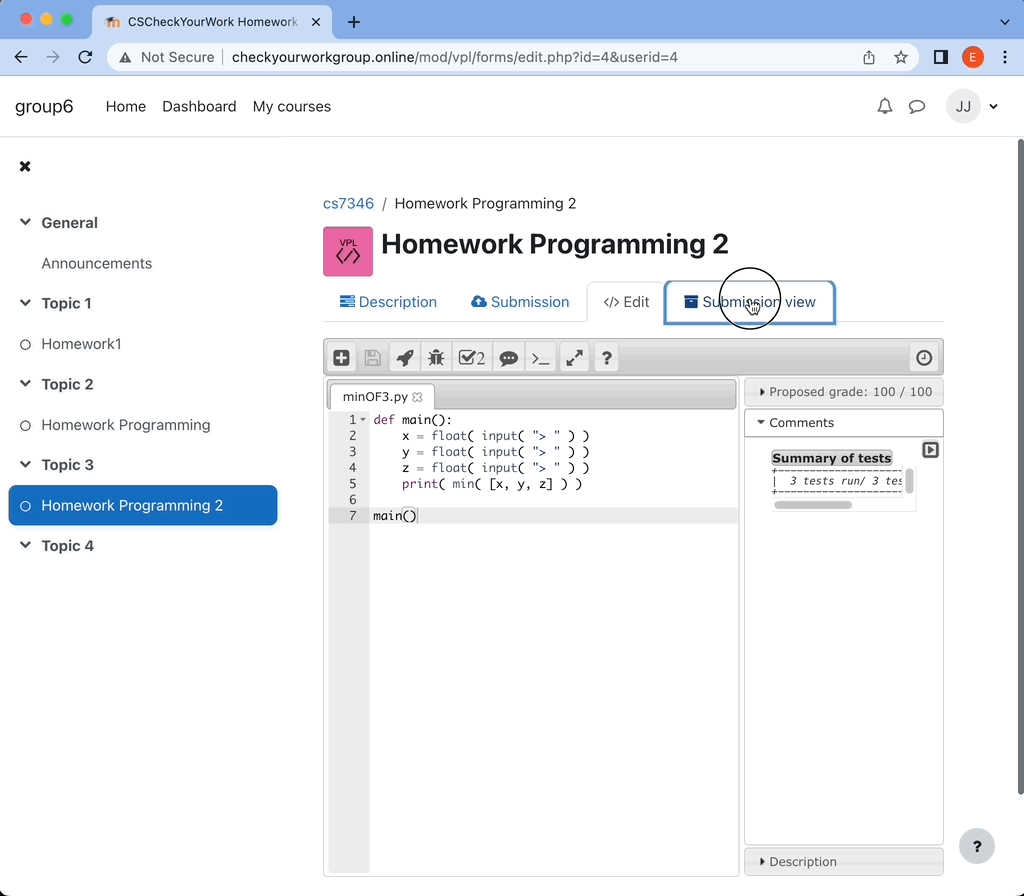 CSCheckYourWork Homework
Not Secure | checkyourworkgroup.online/mod/vpl/forms/edit.php?id=4&userid=4
E
group6 Home Dashboard My courses
JJ
General
Announcements
Topic 1
Homework1
Topic 2
Homework Programming
Topic 3
Homework Programming 2
Topic 4
cs7346 / Homework Programming 2
VPL
Homework Programming 2
Description Submission </> Edit Submission view
2 >_ ?
minOF3.py
1 def main():
2 x = float( input( "> " ) )
3 y = float( input( "> " ) )
4 z = float( input( "> " ) )
5 print( min( [x, y, z] ) )
6
7 main()
Proposed grade: 100 / 100
Comments
Summary of tests
+------------------
| 3 tests run/ 3 tes
+------------------
Description
?